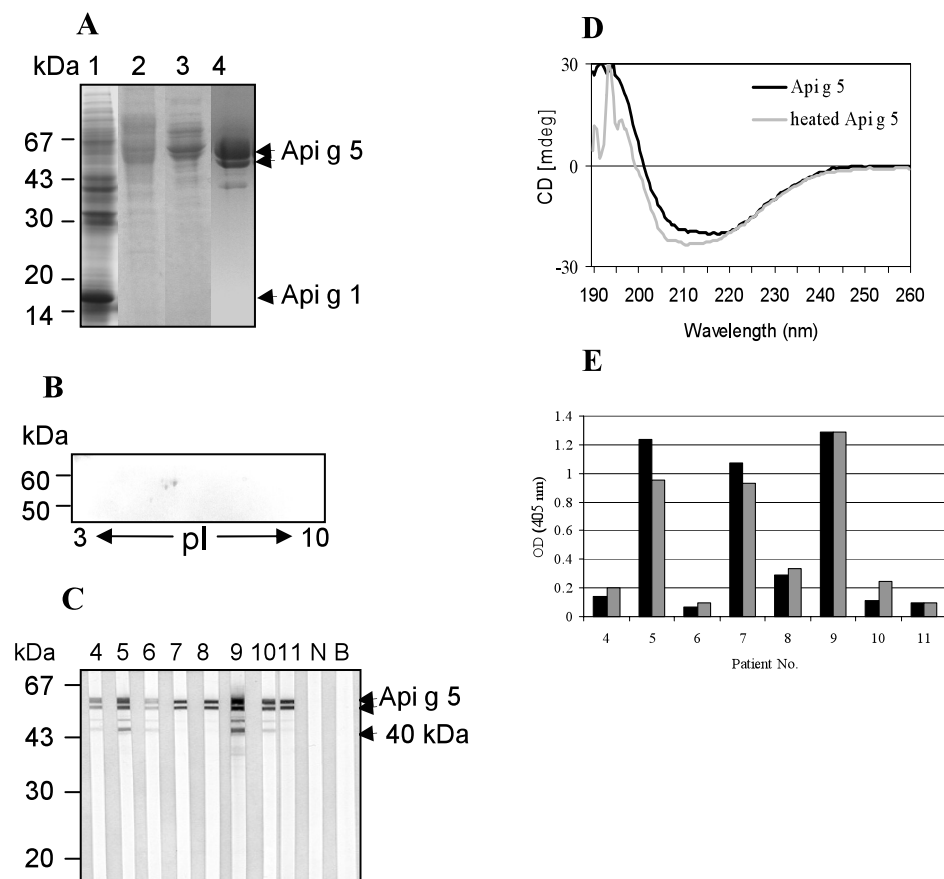 A
kDa 1 2 3 4
67
43
30
20
14
Api g 5
Api g 1
B
kDa
60
50
3 pI 10
C
kDa 4 5 6 7 8 9 10 11 N B
67
43
30
20
Api g 5
40 kDa
D
30
0
-30
CD [mdeg]
Api g 5
heated Api g 5
190 200 210 220 230 240 250 260
Wavelength (nm)
E
1.4
1.2
1
0.8
0.6
0.4
0.2
0
OD (405 nm)
4 5 6 7 8 9 10 11
Patient No.